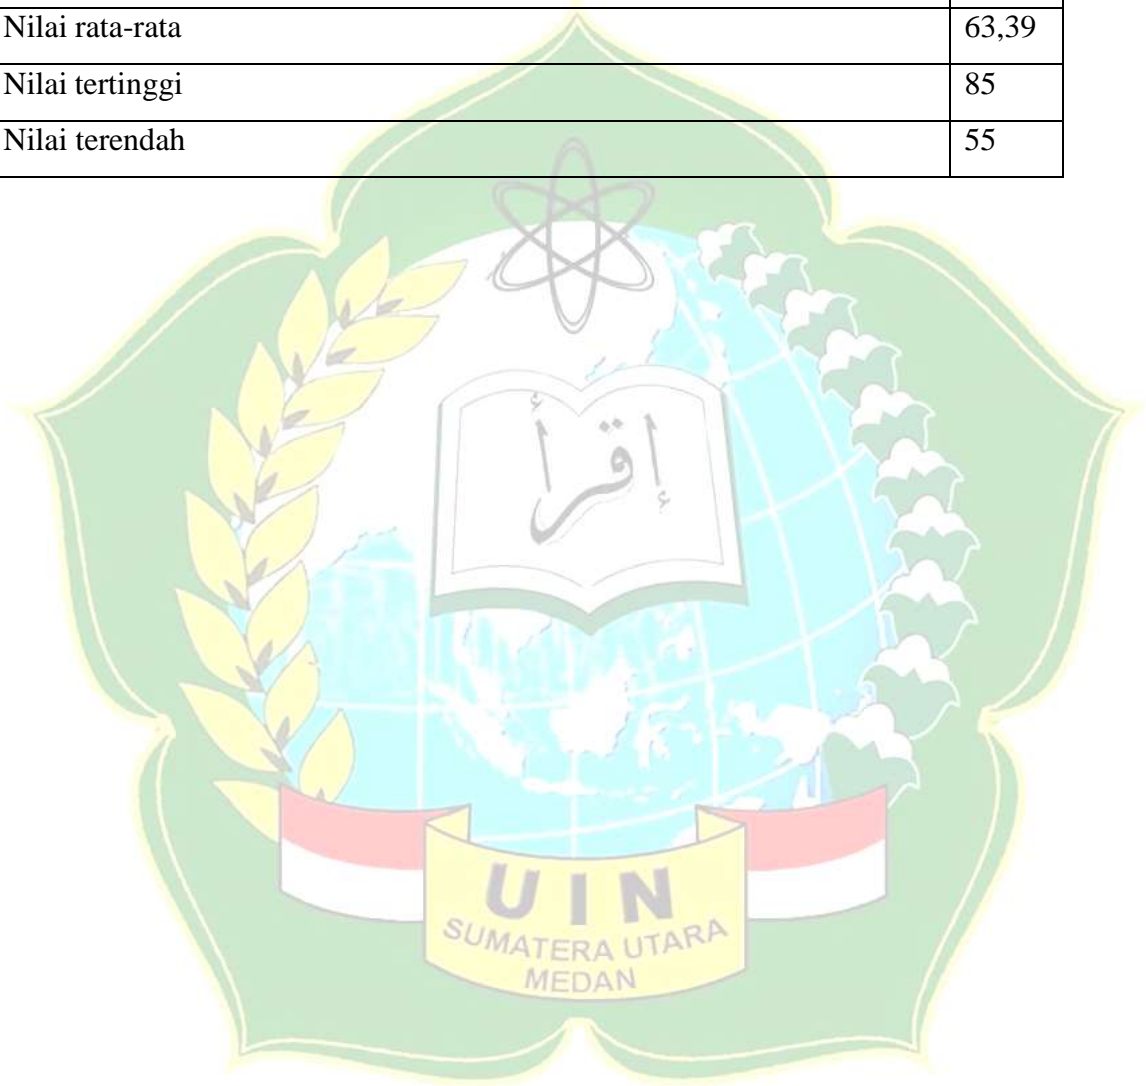 Nilai rata-rata 63,39
Nilai tertinggi 85
Nilai terendah 55
إقرأ
UIN
SUMATERA UTARA
MEDAN